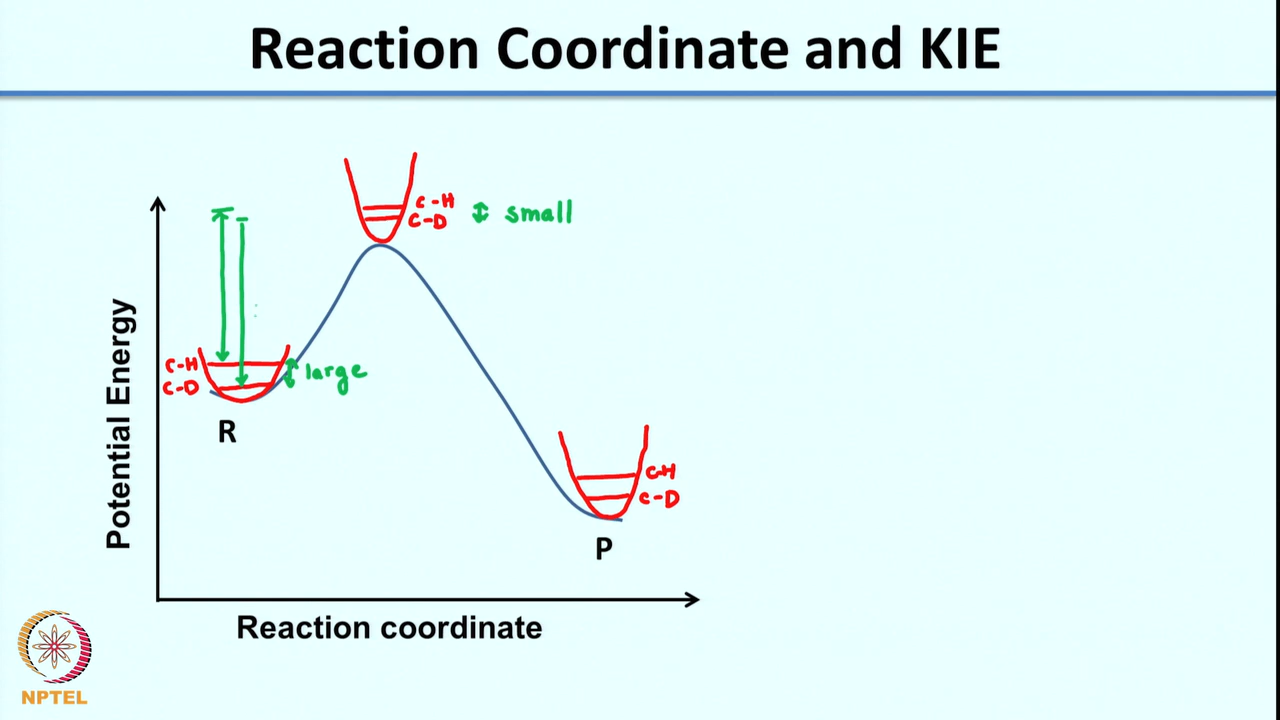 Reaction Coordinate and KIE
C-H
C-D
small
C-H
C-D
large
R
C-H
C-D
P
Potential Energy
Reaction coordinate
NPTEL